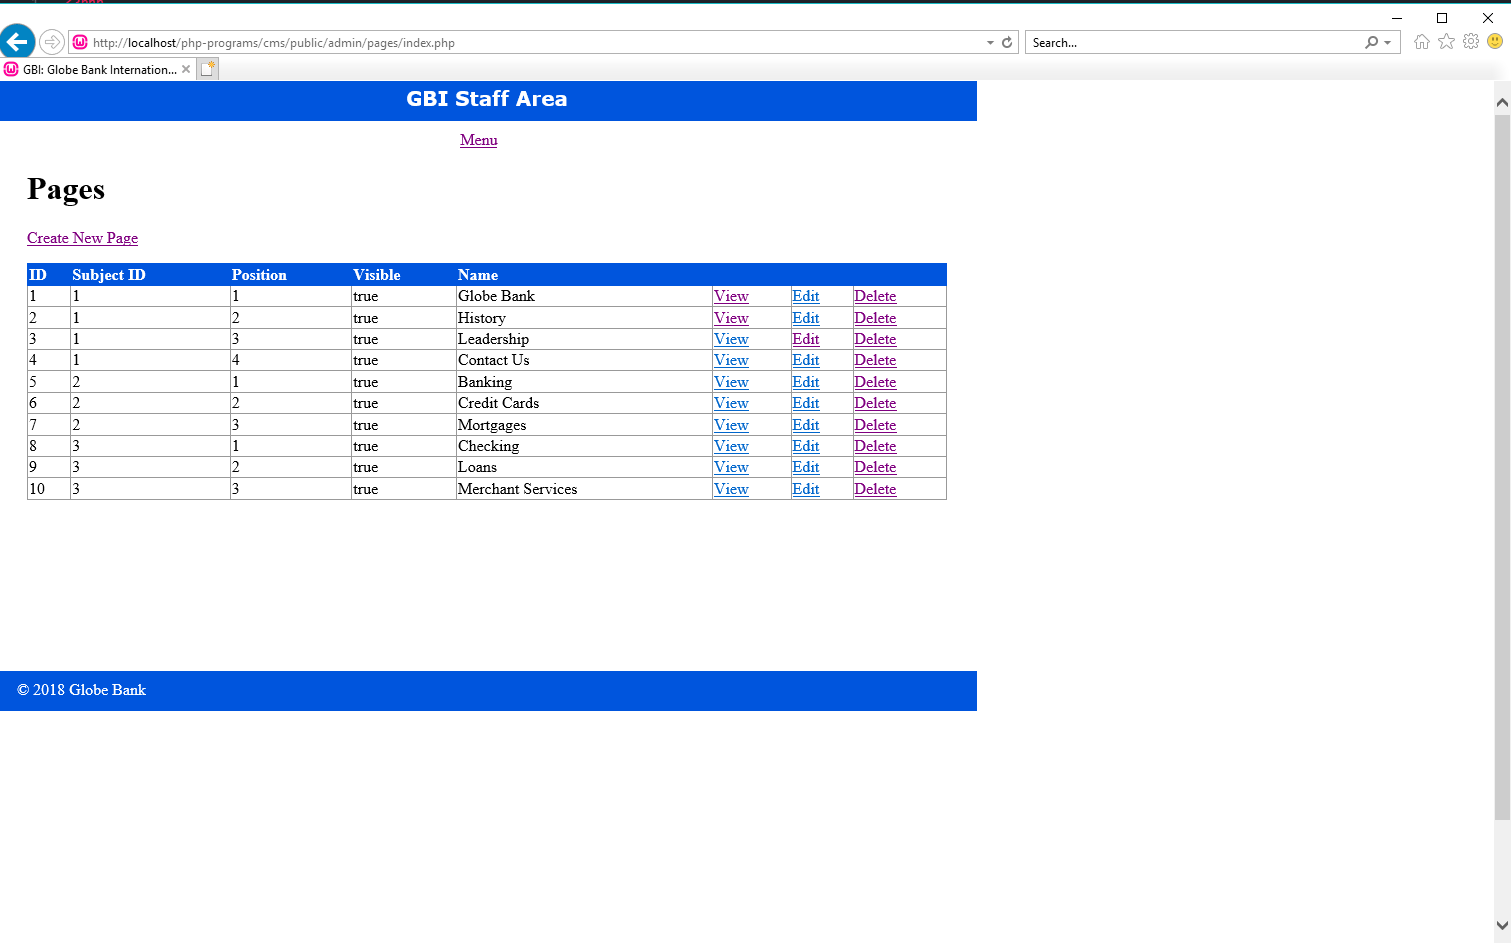 http://localhost/php-programs/cms/public/admin/pages/index.php
Search...
GBI: Globe Bank Internation...
GBI Staff Area
Menu
Pages
Create New Page
ID Subject ID Position Visible Name
1 1 1 true Globe Bank View Edit Delete
2 1 2 true History View Edit Delete
3 1 3 true Leadership View Edit Delete
4 1 4 true Contact Us View Edit Delete
5 2 1 true Banking View Edit Delete
6 2 2 true Credit Cards View Edit Delete
7 2 3 true Mortgages View Edit Delete
8 3 1 true Checking View Edit Delete
9 3 2 true Loans View Edit Delete
10 3 3 true Merchant Services View Edit Delete
© 2018 Globe Bank